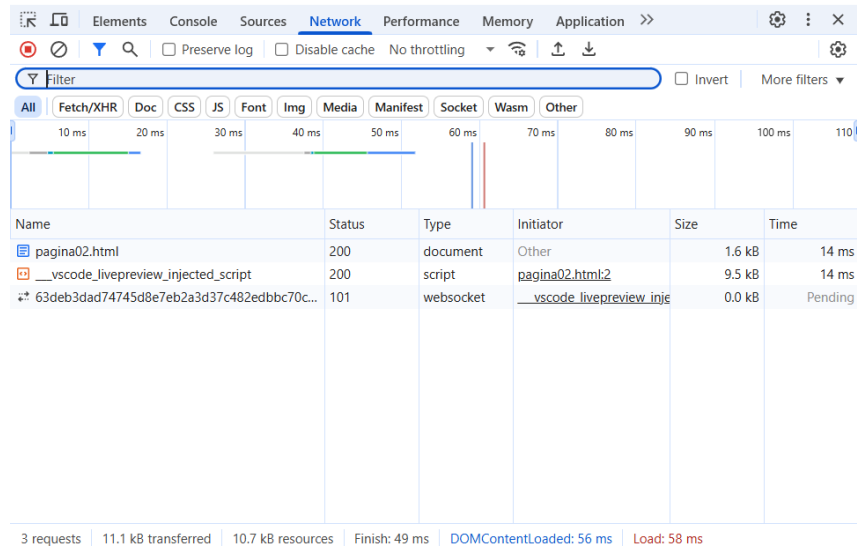 Elements Console Sources Network Performance Memory Application
Preserve log Disable cache No throttling
Filter Invert More filters
All Fetch/XHR Doc CSS JS Font Img Media Manifest Socket Wasm Other
10 ms 20 ms 30 ms 40 ms 50 ms 60 ms 70 ms 80 ms 90 ms 100 ms 110
Name Status Type Initiator Size Time
pagina02.html 200 document Other 1.6 kB 14 ms
__vscode_livepreview_injected_script 200 script pagina02.html:2 9.5 kB 14 ms
63deb3dad74745d8e7eb2a3d37c482edbbc70c... 101 websocket __vscode_livepreview_inje 0.0 kB Pending
3 requests 11.1 kB transferred 10.7 kB resources Finish: 49 ms DOMContentLoaded: 56 ms Load: 58 ms